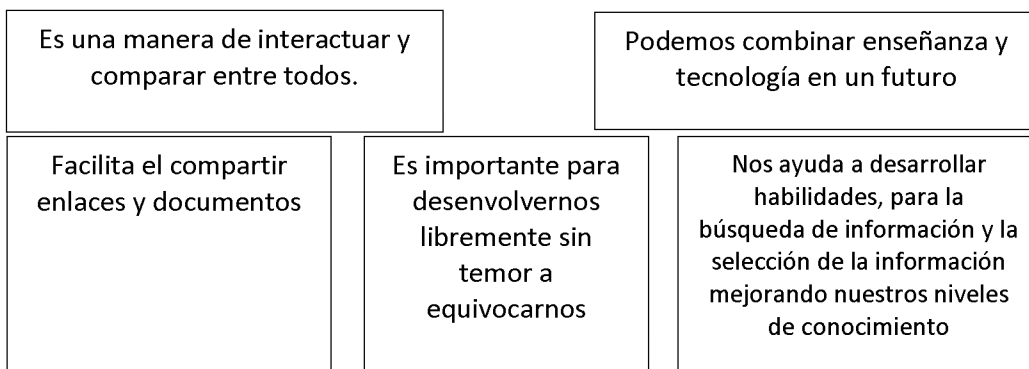 Es una manera de interactuar y
comparar entre todos.
Podemos combinar enseñanza y
tecnología en un futuro
Facilita el compartir
enlaces y documentos
Es importante para
desenvolvernos
libremente sin
temor a
equivocarnos
Nos ayuda a desarrollar
habilidades, para la
búsqueda de información y la
selección de la información
mejorando nuestros niveles
de conocimiento